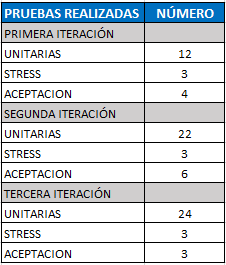 PRUEBAS REALIZADAS NÚMERO
PRIMERA ITERACIÓN
UNITARIAS 12
STRESS 3
ACEPTACION 4
SEGUNDA ITERACIÓN
UNITARIAS 22
STRESS 3
ACEPTACION 6
TERCERA ITERACIÓN
UNITARIAS 24
STRESS 3
ACEPTACION 3